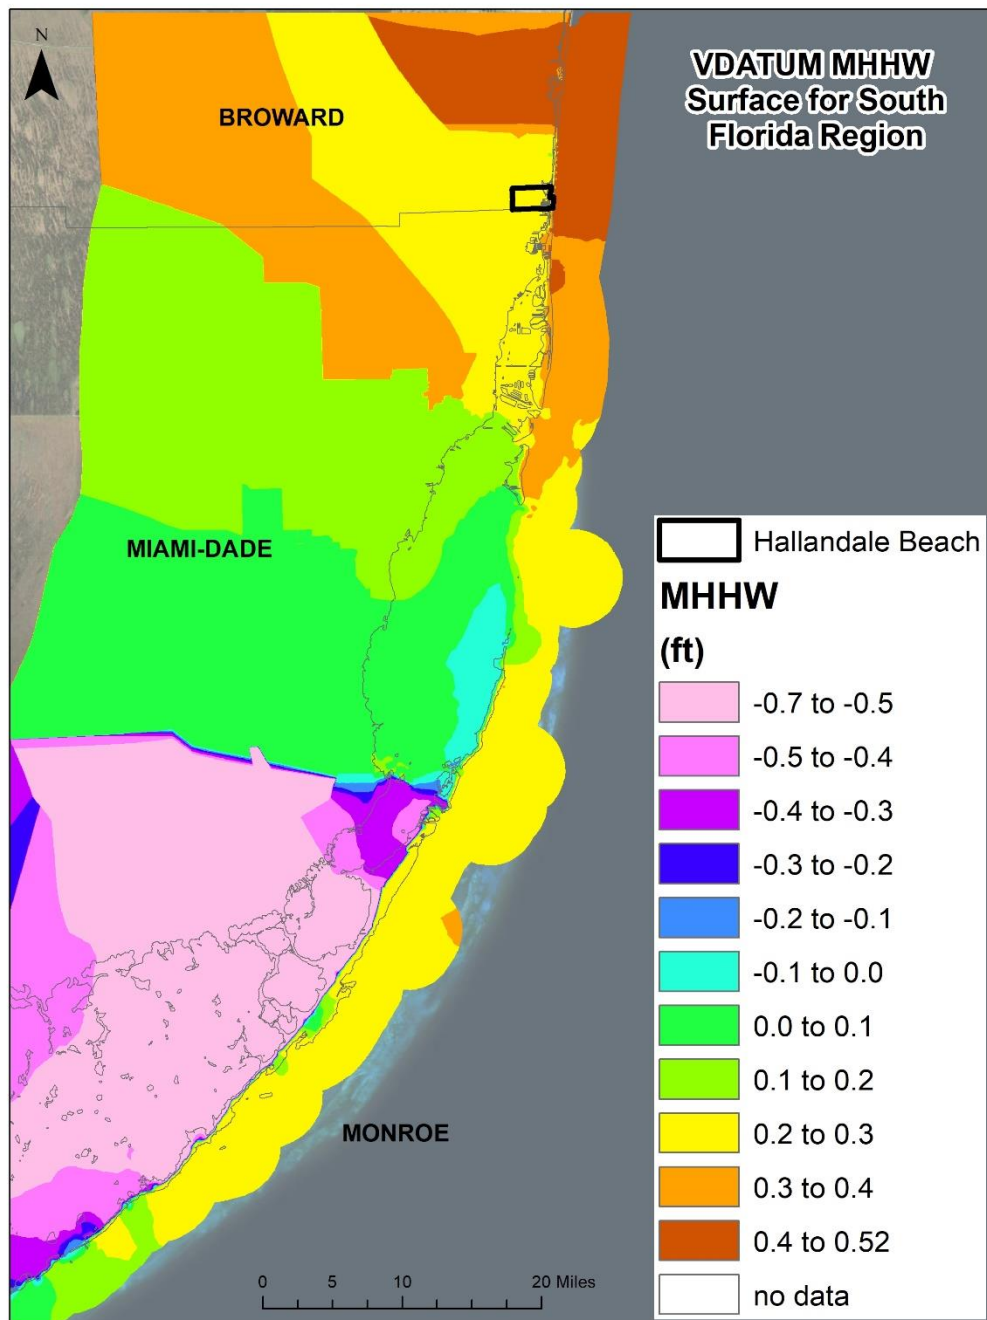 N
VDATUM MHHW
Surface for South
Florida Region
BROWARD
MIAMI-DADE
MONROE
Hallandale Beach
MHHW
(ft)
-0.7 to -0.5
-0.5 to -0.4
-0.4 to -0.3
-0.3 to -0.2
-0.2 to -0.1
-0.1 to 0.0
0.0 to 0.1
0.1 to 0.2
0.2 to 0.3
0.3 to 0.4
0.4 to 0.52
no data
0 5 10 20 Miles